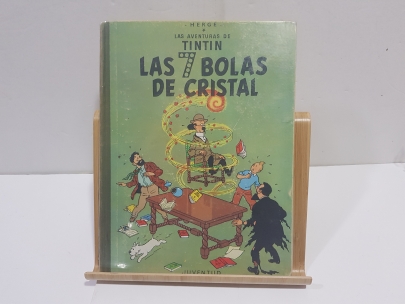 HERGÉ
LAS AVENTURAS DE
TINTIN
LAS 7 BOLAS
DE CRISTAL
JUVENTUD